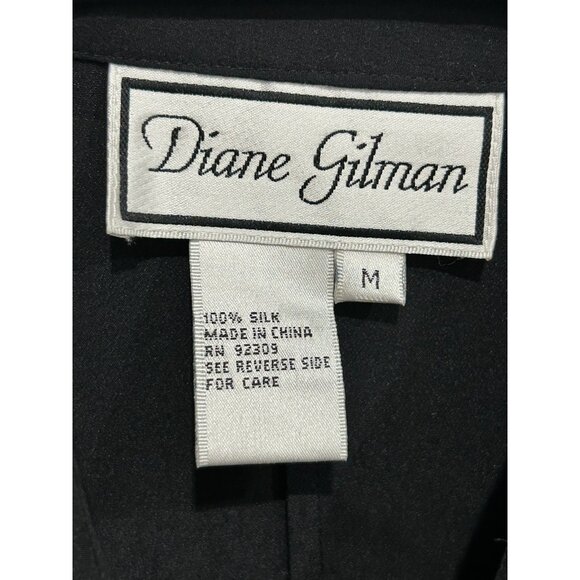 Diane Gilman
M
100% SILK
MADE IN CHINA
RN 92309
SEE REVERSE SIDE
FOR CARE